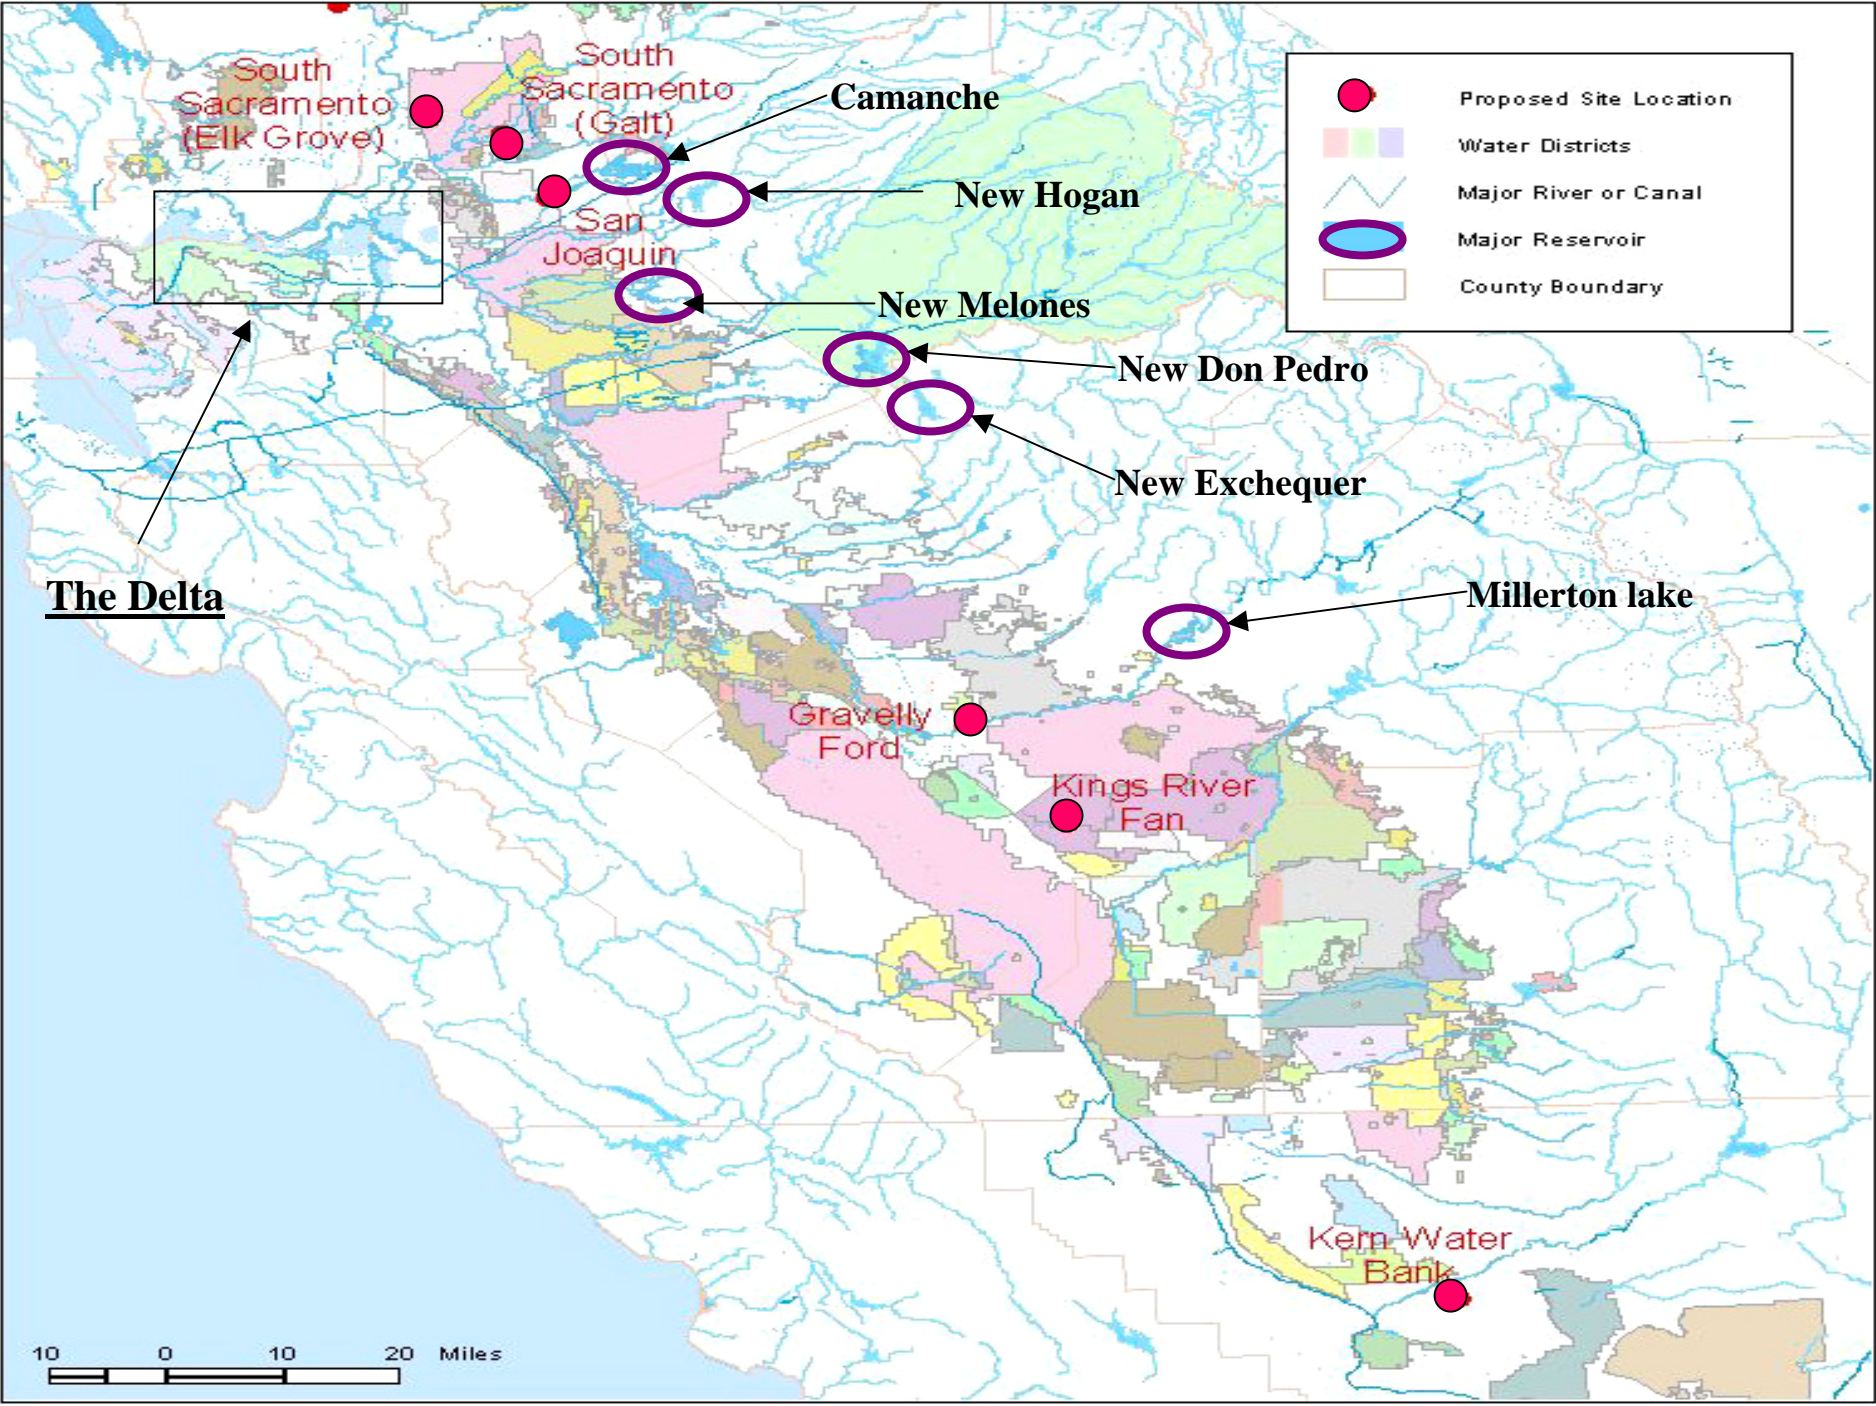 South
Sacramento
(Elk Grove)
South
Sacramento
(Galt)
Camanche
New Hogan
San
Joaquin
New Melones
New Don Pedro
New Exchequer
The Delta
Millerton lake
Gravelly
Ford
Kings River
Fan
Kern Water
Bank
Proposed Site Location
Water Districts
Major River or Canal
Major Reservoir
County Boundary
10 0 10 20 Miles